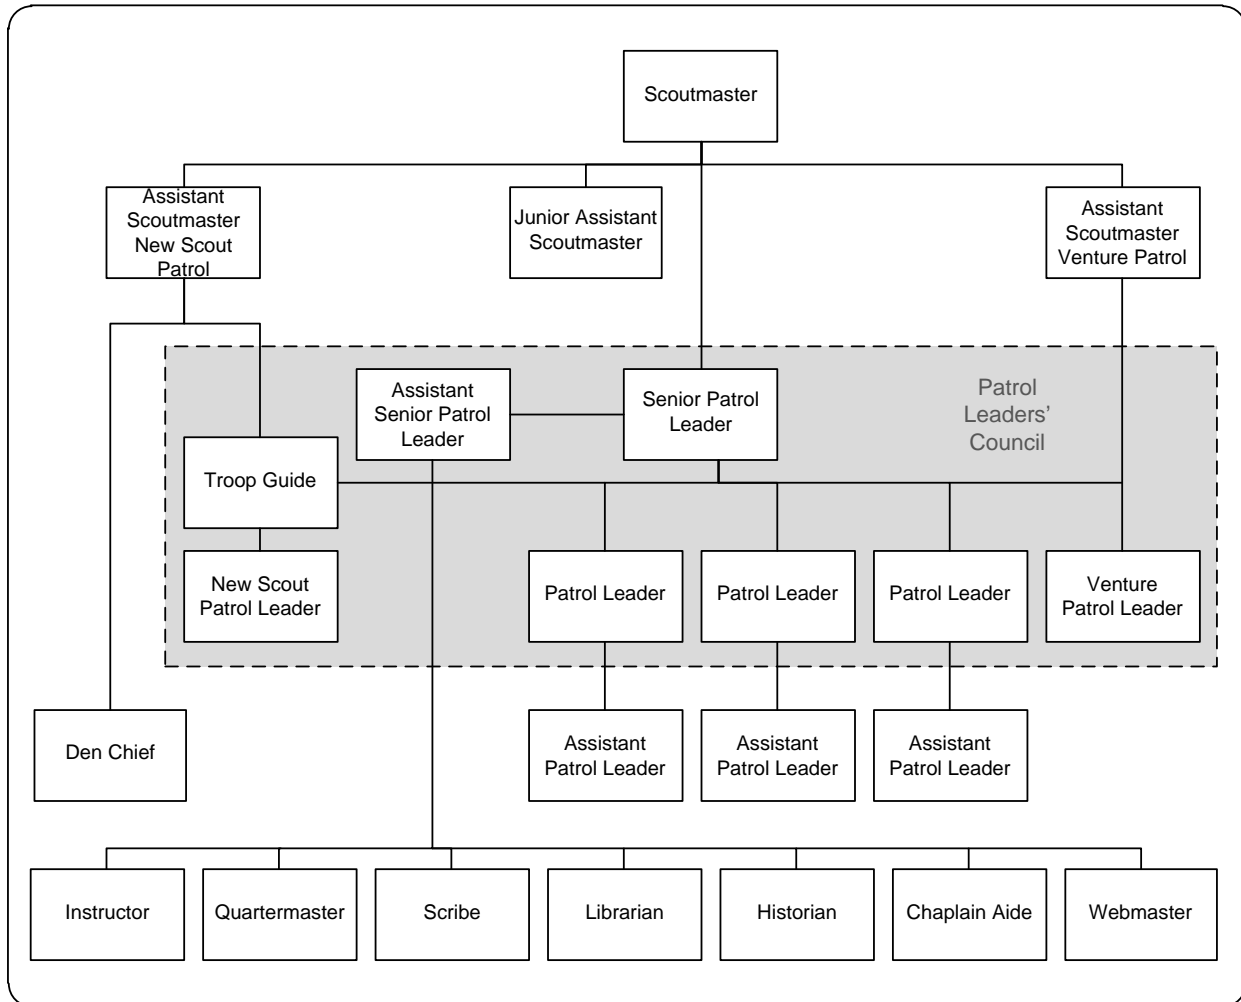 Scoutmaster
Assistant
Scoutmaster
New Scout
Patrol
Junior Assistant
Scoutmaster
Assistant
Scoutmaster
Venture Patrol
Assistant
Senior Patrol
Leader
Senior Patrol
Leader
Patrol
Leaders’
Council
Troop Guide
New Scout
Patrol Leader
Patrol Leader
Patrol Leader
Patrol Leader
Venture
Patrol Leader
Den Chief
Assistant
Patrol Leader
Assistant
Patrol Leader
Assistant
Patrol Leader
Instructor
Quartermaster
Scribe
Librarian
Historian
Chaplain Aide
Webmaster